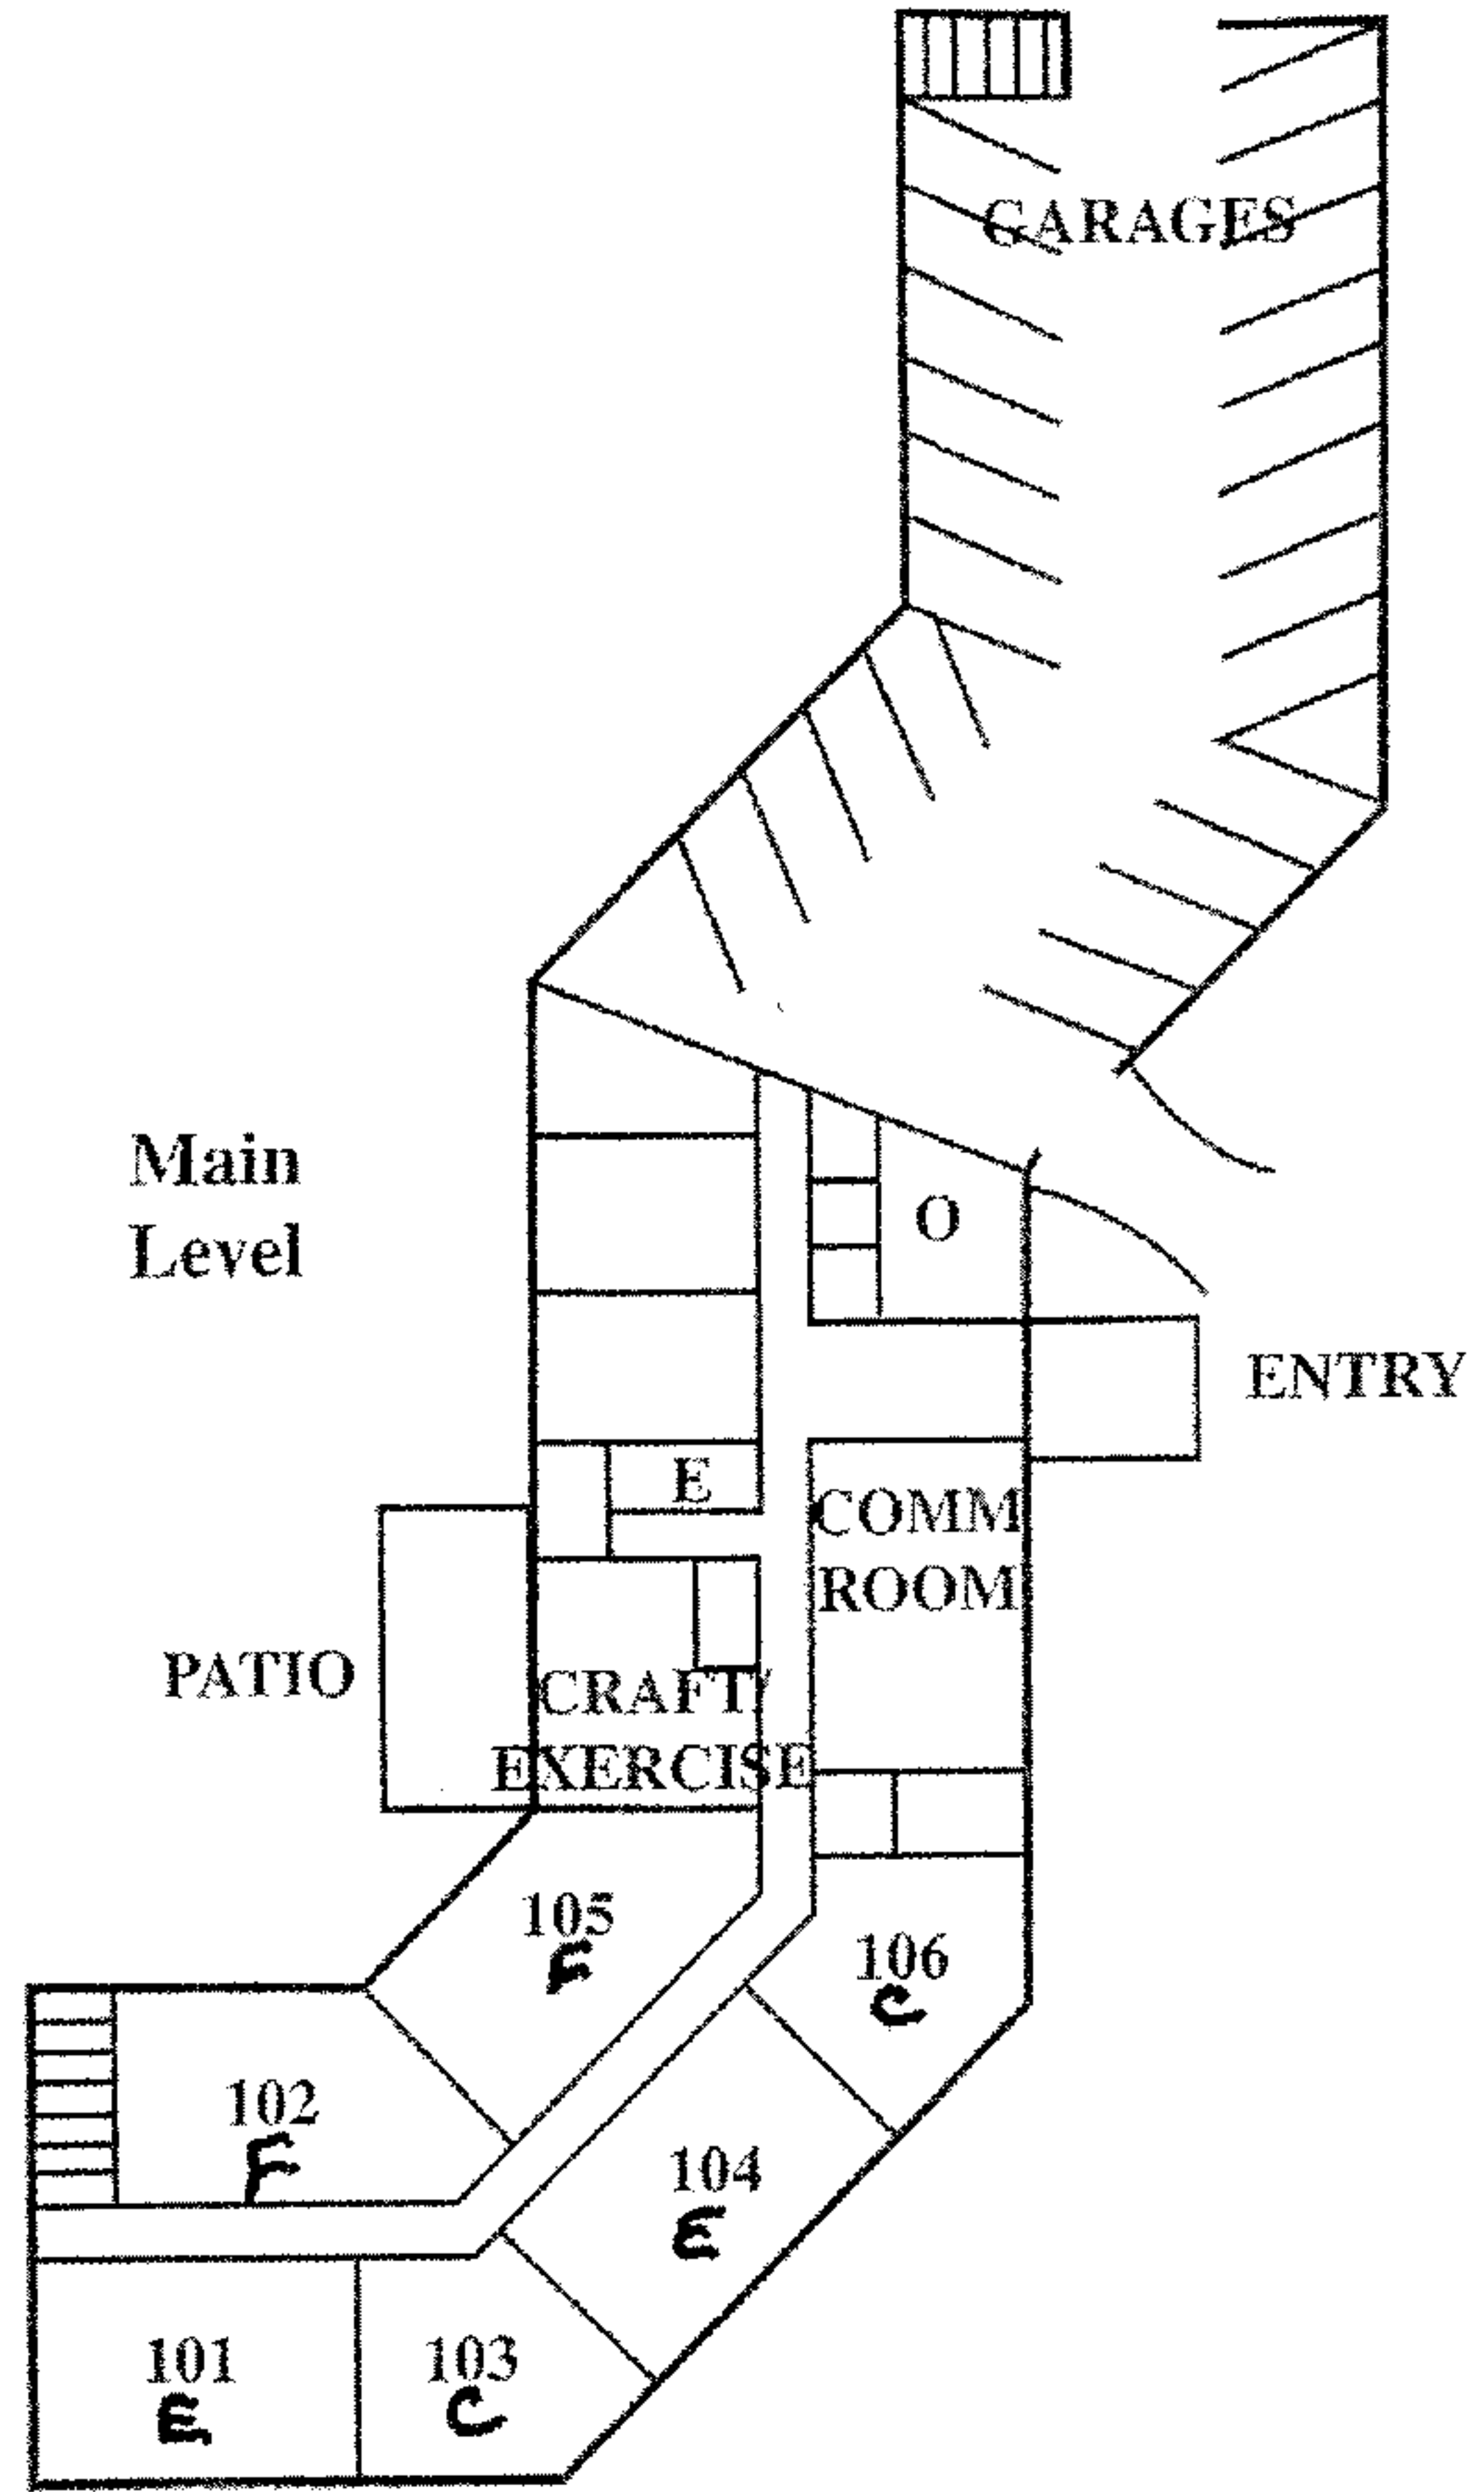 GARAGES
Main
Level
O
ENTRY
E
COMM
ROOM
PATIO
CRAFT/
EXERCISE
105
F
106
C
102
F
104
E
101
E
103
C